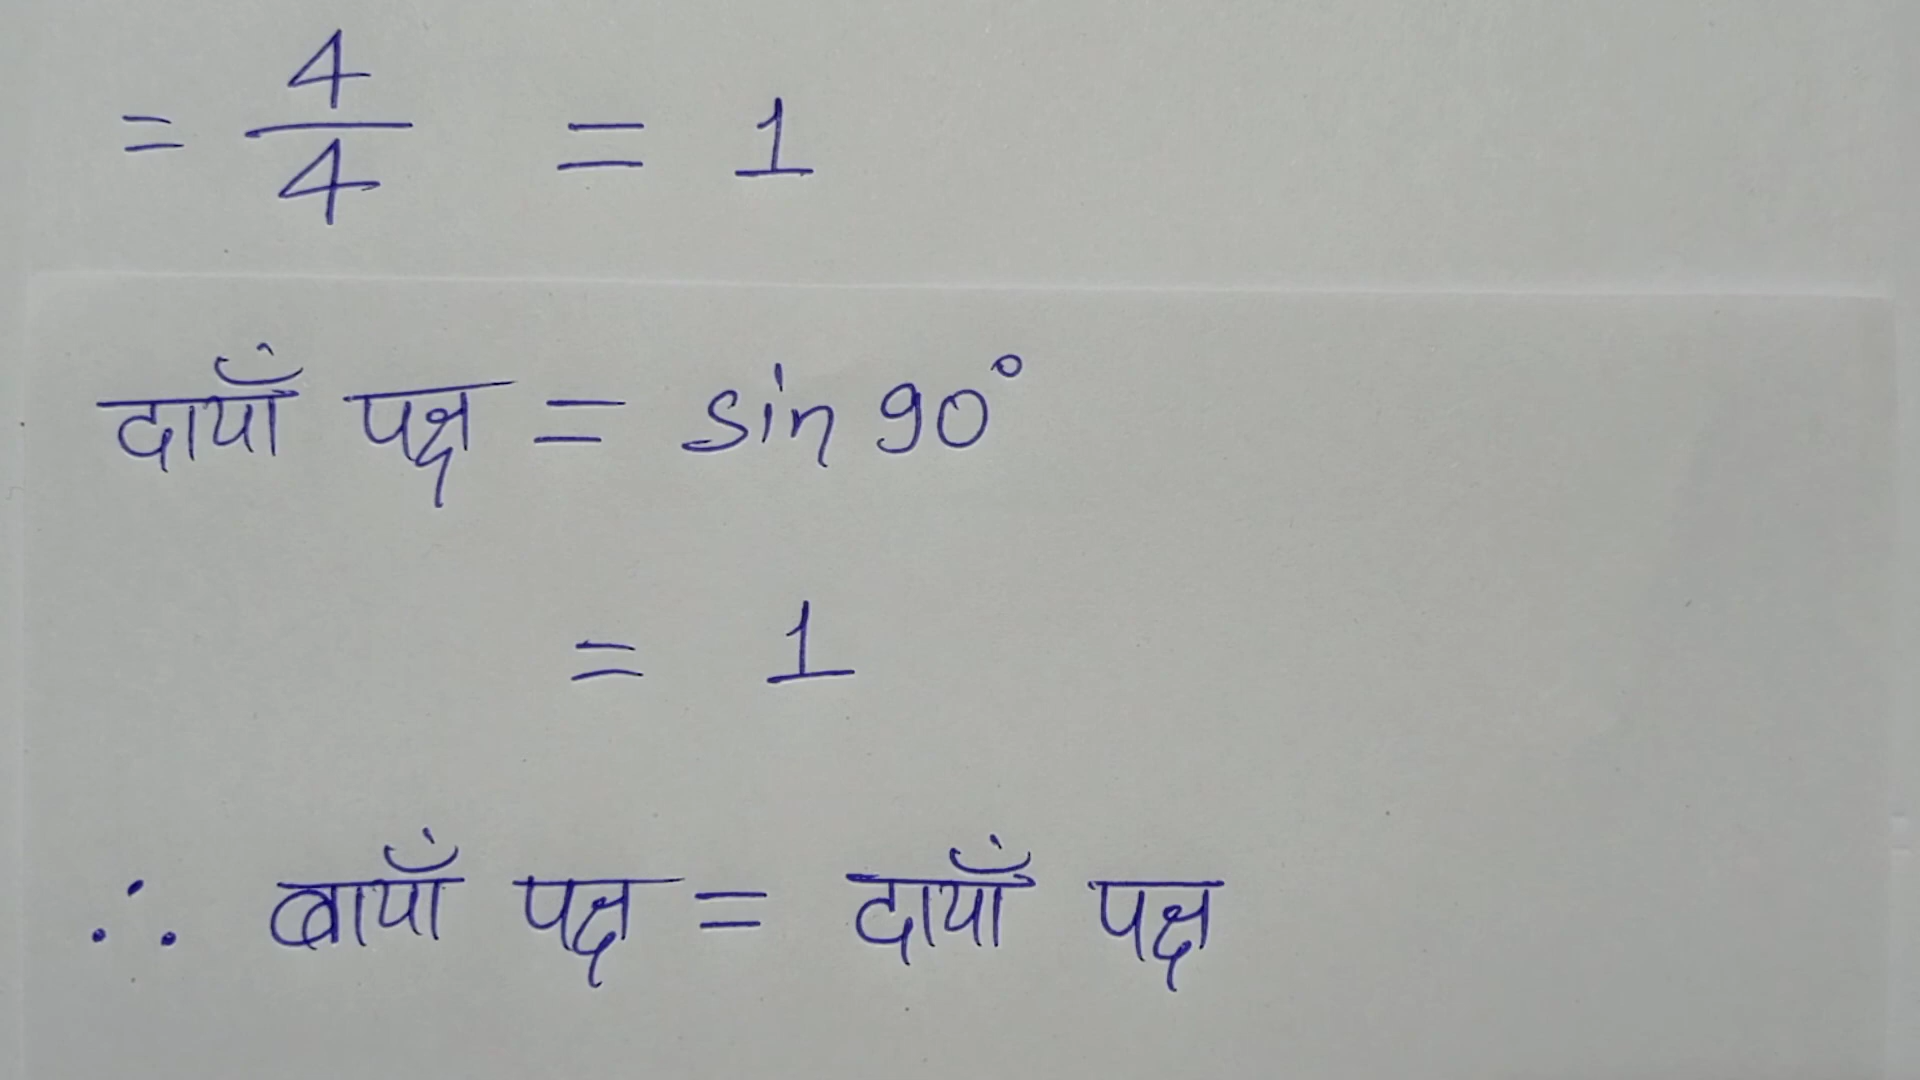 = 4/4 = 1
दायाँ पक्ष = sin 90°
= 1
∴ बायाँ पक्ष = दायाँ पक्ष